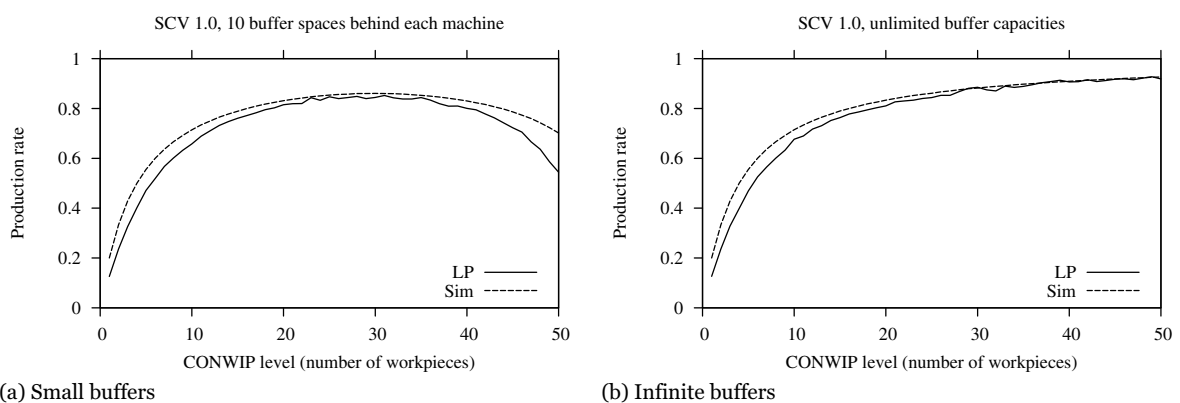 SCV 1.0, 10 buffer spaces behind each machine
1
0.8
0.6
0.4
0.2
0
Production rate
LP
Sim
0 10 20 30 40 50
CONWIP level (number of workpieces)
(a) Small buffers
SCV 1.0, unlimited buffer capacities
1
0.8
0.6
0.4
0.2
0
Production rate
LP
Sim
0 10 20 30 40 50
CONWIP level (number of workpieces)
(b) Infinite buffers